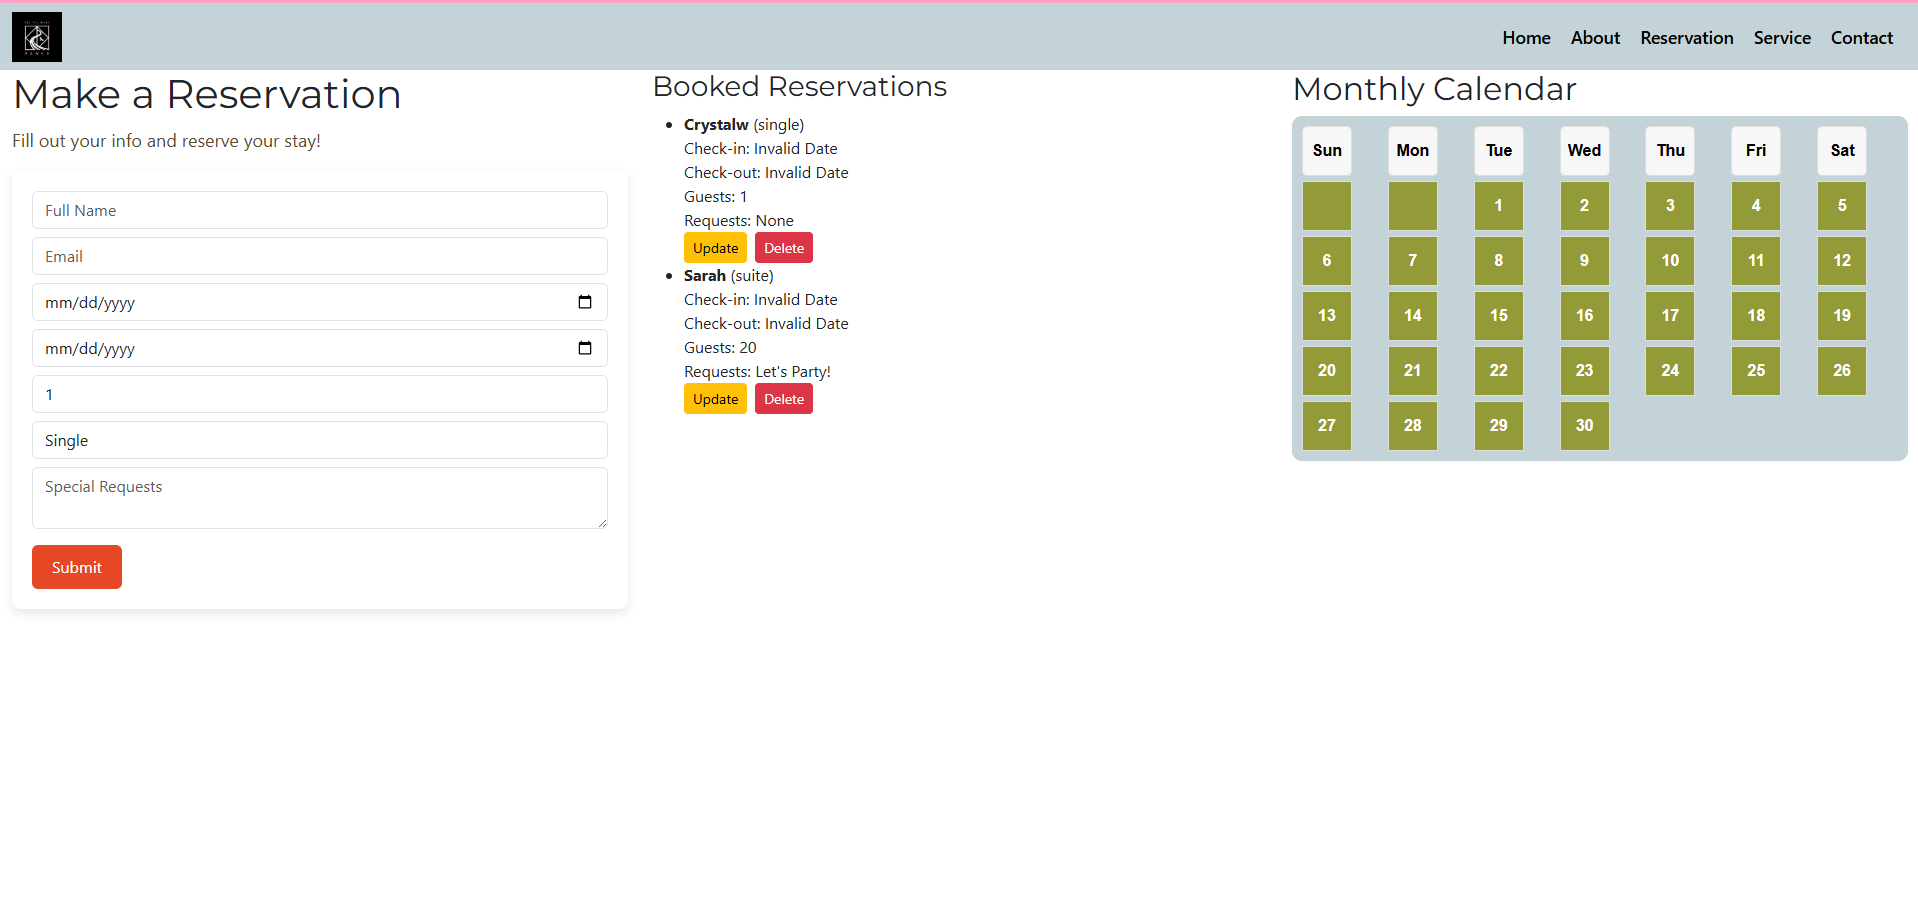 Home About Reservation Service Contact
Make a Reservation
Fill out your info and reserve your stay!
Full Name
Email
mm/dd/yyyy
mm/dd/yyyy
1
Single
Special Requests
Submit
Booked Reservations
Crystalw (single)
Check-in: Invalid Date
Check-out: Invalid Date
Guests: 1
Requests: None
Update Delete
Sarah (suite)
Check-in: Invalid Date
Check-out: Invalid Date
Guests: 20
Requests: Let's Party!
Update Delete
Monthly Calendar
Sun Mon Tue Wed Thu Fri Sat
1 2 3 4 5
6 7 8 9 10 11 12
13 14 15 16 17 18 19
20 21 22 23 24 25 26
27 28 29 30